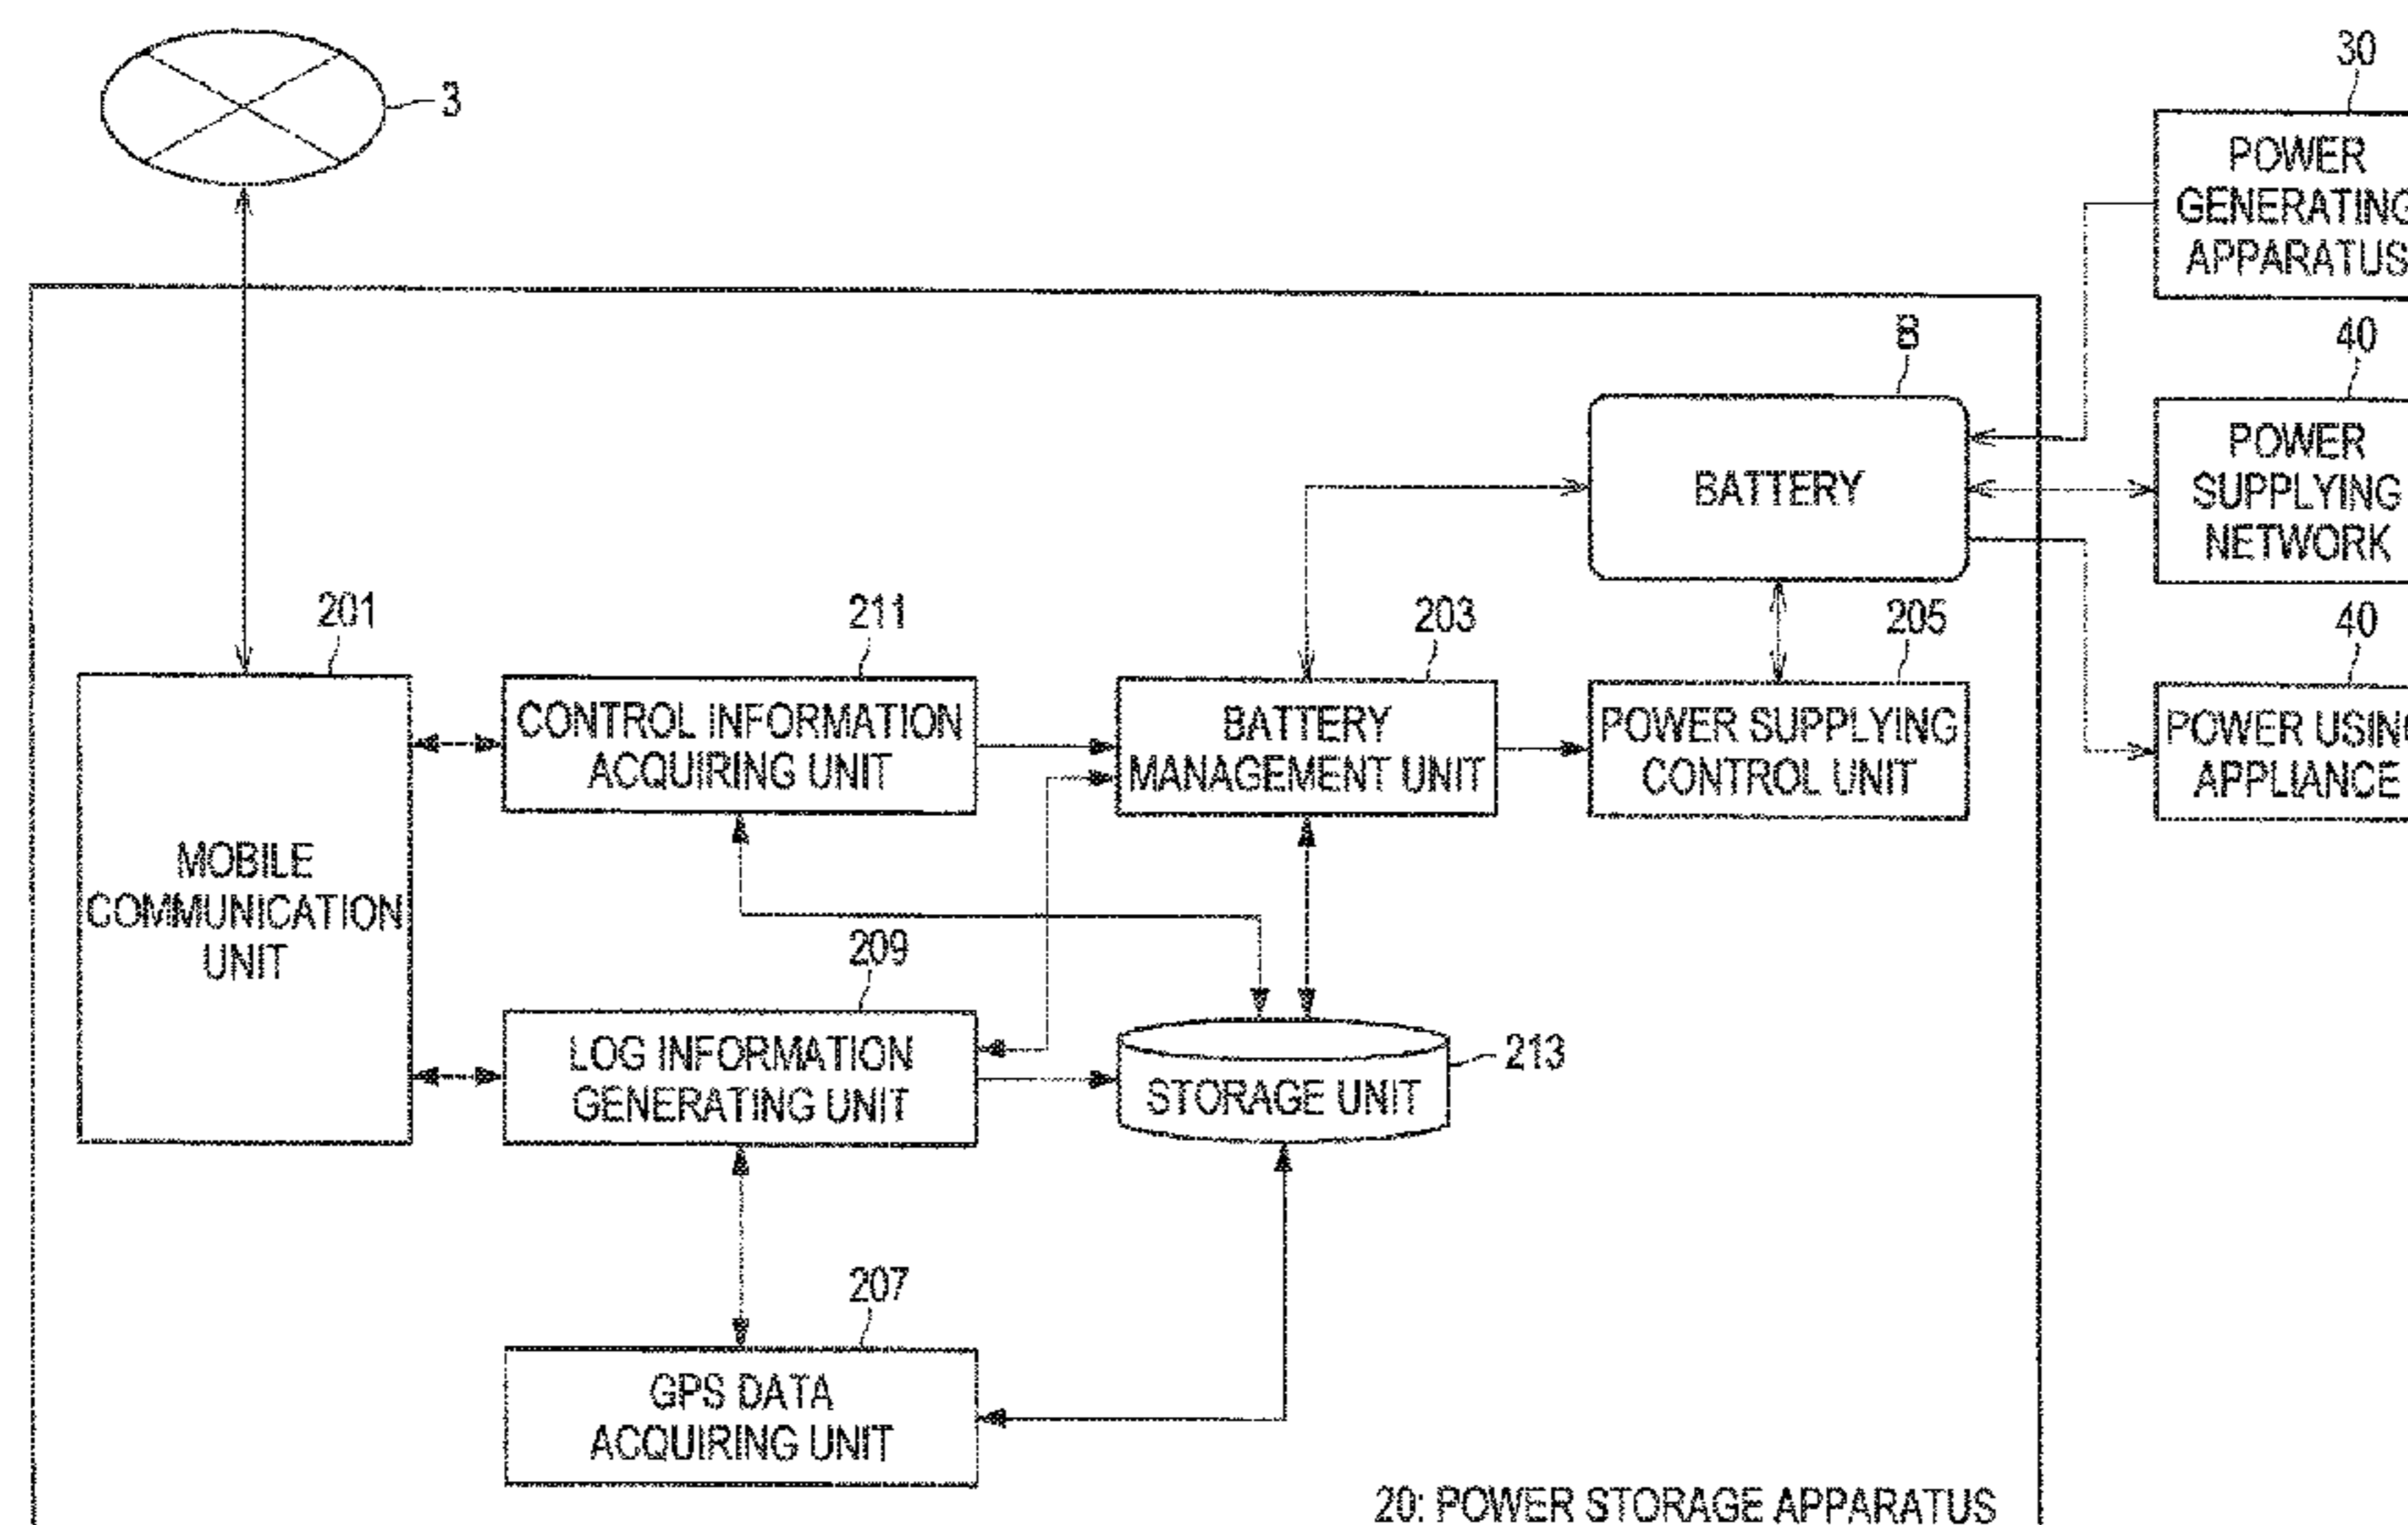 3
30
POWER
GENERATING
APPARATUS
B
40
BATTERY
POWER
SUPPLYING
NETWORK
201
211
203
205
40
MOBILE
COMMUNICATION
UNIT
CONTROL INFORMATION
ACQUIRING UNIT
BATTERY
MANAGEMENT UNIT
POWER SUPPLYING
CONTROL UNIT
POWER USING
APPLIANCE
209
LOG INFORMATION
GENERATING UNIT
STORAGE UNIT
213
207
GPS DATA
ACQUIRING UNIT
20: POWER STORAGE APPARATUS